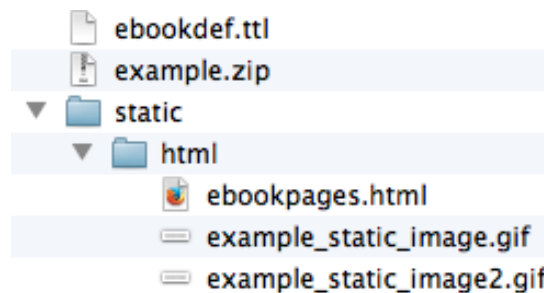 ebookdef.ttl
example.zip
static
html
ebookpages.html
example_static_image.gif
example_static_image2.gif